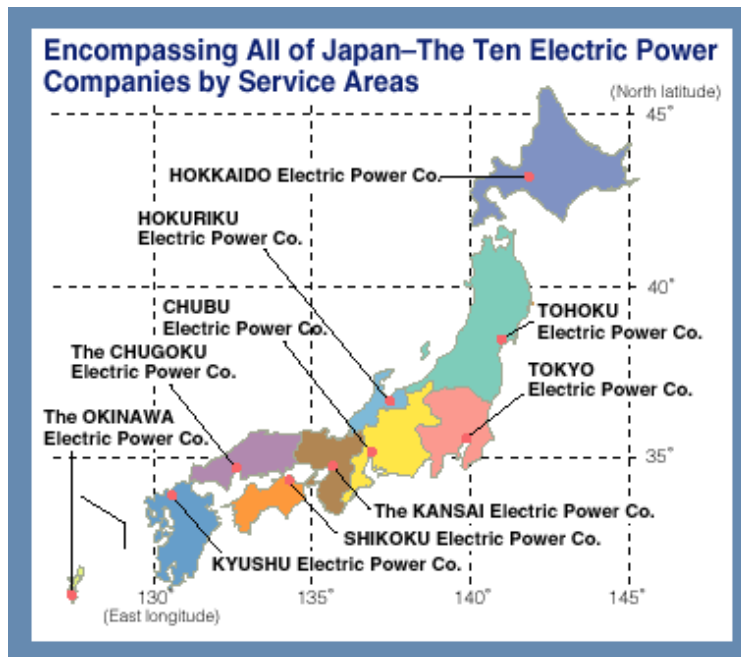 Encompassing All of Japan–The Ten Electric Power
Companies by Service Areas
(North latitude)
45°
HOKKAIDO Electric Power Co.
HOKURIKU
Electric Power Co.
40°
CHUBU
Electric Power Co.
TOHOKU
Electric Power Co.
The CHUGOKU
Electric Power Co.
TOKYO
Electric Power Co.
The OKINAWA
Electric Power Co.
35°
The KANSAI Electric Power Co.
SHIKOKU Electric Power Co.
KYUSHU Electric Power Co.
130° 135° 140° 145°
(East longitude)